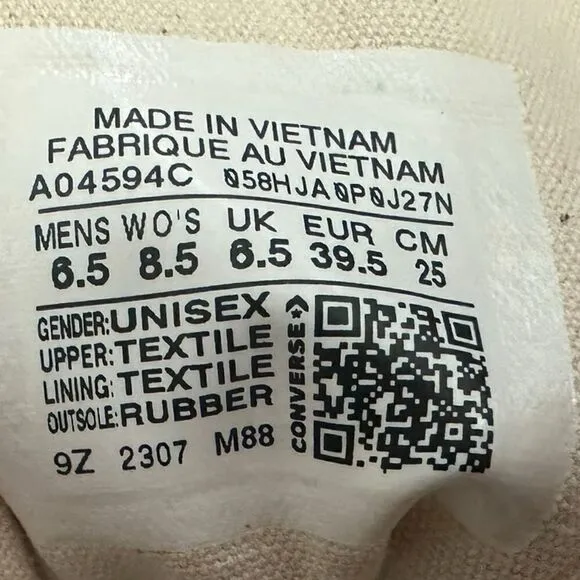 MADE IN VIETNAM
FABRIQUE AU VIETNAM
A04594C 058HJA0P0J27N
MENS WO'S UK EUR CM
6.5 8.5 6.5 39.5 25
GENDER:UNISEX
UPPER:TEXTILE
LINING:TEXTILE
OUTSOLE:RUBBER
9Z 2307 M88
CONVERSE